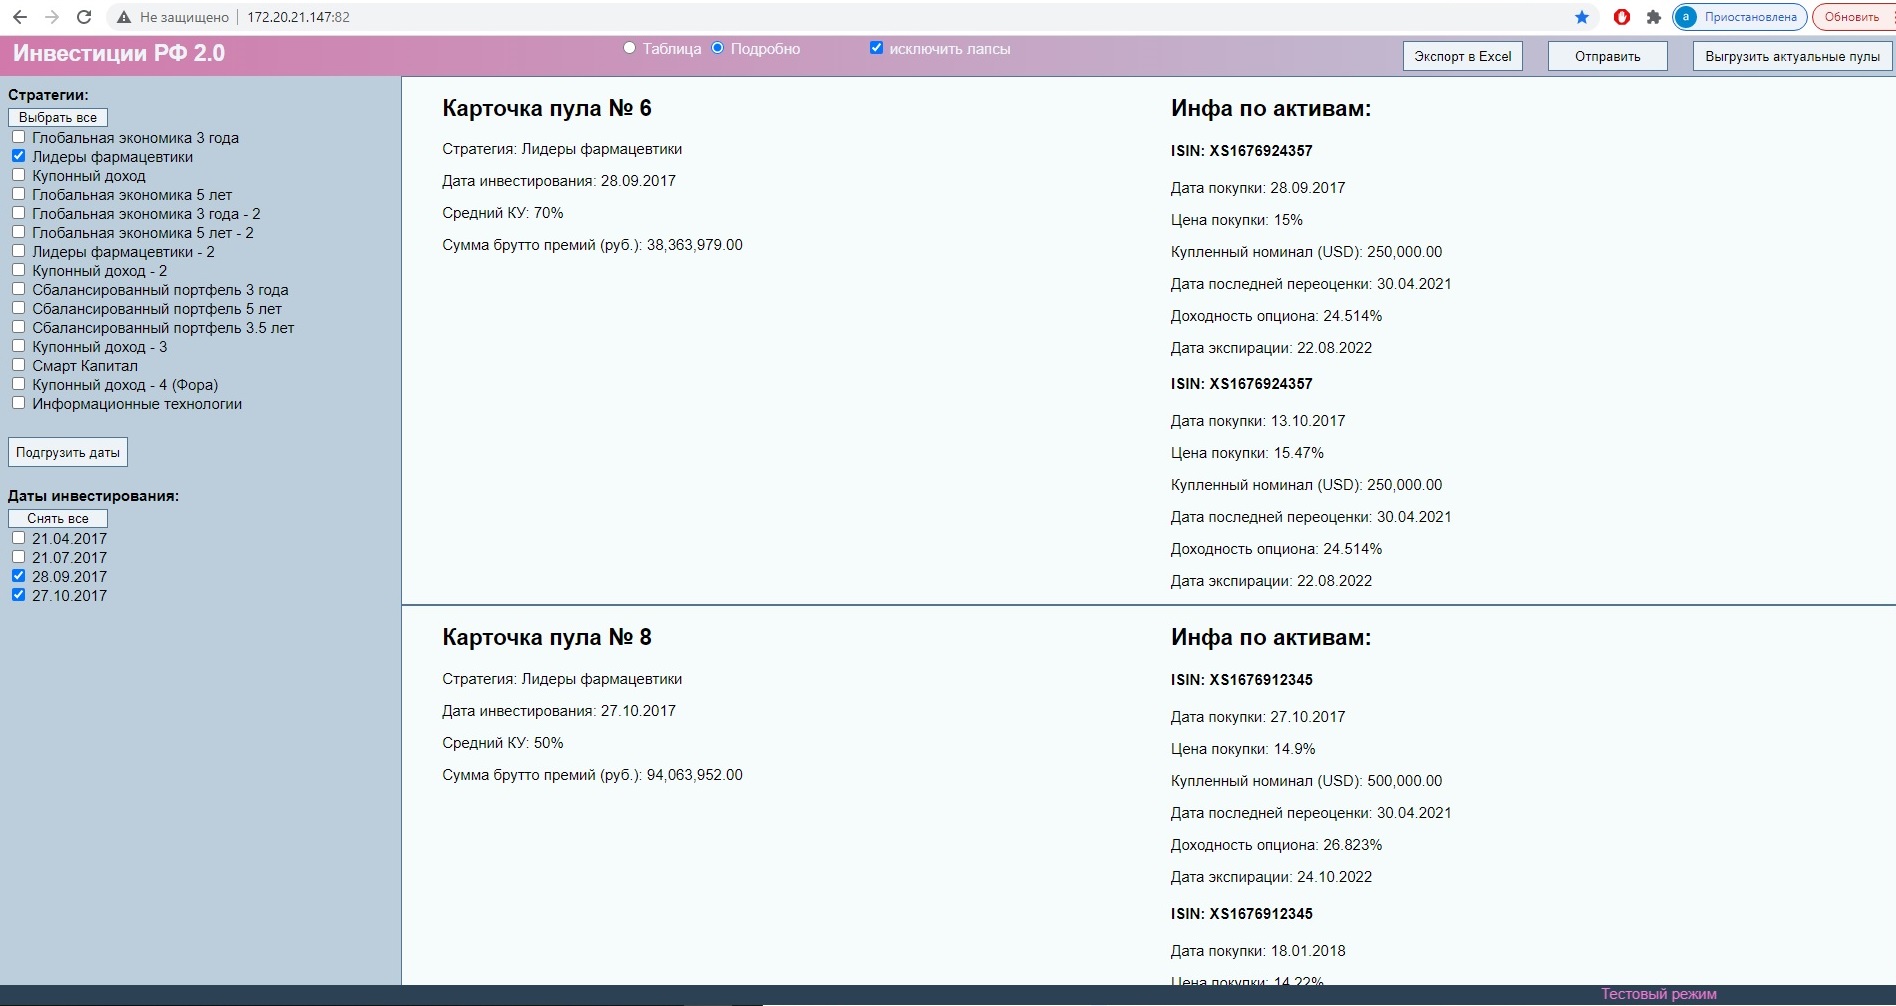 Не защищено
172.20.21.147:82
a
Приостановлена
Обновить
Инвестиции РФ 2.0
Таблица
Подробно
исключить лапсы
Экспорт в Excel
Отправить
Выгрузить актуальные пулы
Стратегии:
Выбрать все
Глобальная экономика 3 года
Лидеры фармацевтики
Купонный доход
Глобальная экономика 5 лет
Глобальная экономика 3 года - 2
Глобальная экономика 5 лет - 2
Лидеры фармацевтики - 2
Купонный доход - 2
Сбалансированный портфель 3 года
Сбалансированный портфель 5 лет
Сбалансированный портфель 3.5 лет
Купонный доход - 3
Смарт Капитал
Купонный доход - 4 (Фора)
Информационные технологии
Подгрузить даты
Даты инвестирования:
Снять все
21.04.2017
21.07.2017
28.09.2017
27.10.2017
Карточка пула № 6
Стратегия: Лидеры фармацевтики
Дата инвестирования: 28.09.2017
Средний КУ: 70%
Сумма брутто премий (руб.): 38,363,979.00
Инфа по активам:
ISIN: XS1676924357
Дата покупки: 28.09.2017
Цена покупки: 15%
Купленный номинал (USD): 250,000.00
Дата последней переоценки: 30.04.2021
Доходность опциона: 24.514%
Дата экспирации: 22.08.2022
ISIN: XS1676924357
Дата покупки: 13.10.2017
Цена покупки: 15.47%
Купленный номинал (USD): 250,000.00
Дата последней переоценки: 30.04.2021
Доходность опциона: 24.514%
Дата экспирации: 22.08.2022
Карточка пула № 8
Стратегия: Лидеры фармацевтики
Дата инвестирования: 27.10.2017
Средний КУ: 50%
Сумма брутто премий (руб.): 94,063,952.00
Инфа по активам:
ISIN: XS1676912345
Дата покупки: 27.10.2017
Цена покупки: 14.9%
Купленный номинал (USD): 500,000.00
Дата последней переоценки: 30.04.2021
Доходность опциона: 26.823%
Дата экспирации: 24.10.2022
ISIN: XS1676912345
Дата покупки: 18.01.2018
Цена покупки: 14.22%
Тестовый режим